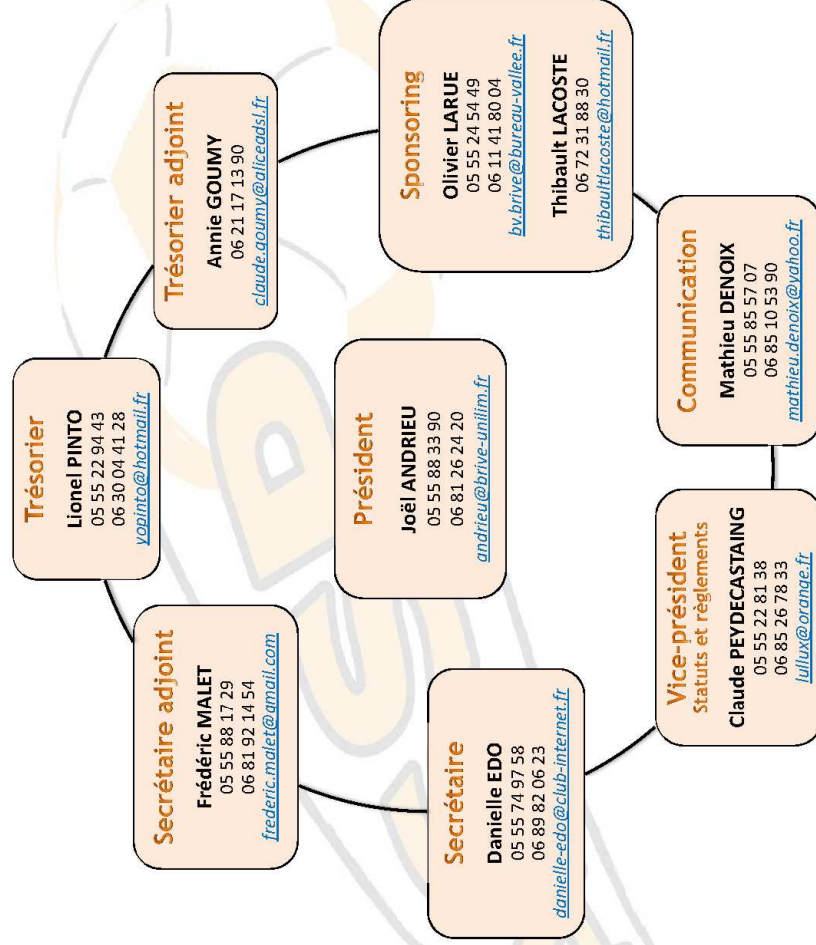 Trésorier
Lionel PINTO
05 55 22 94 43
06 30 04 41 28
yopinto@hotmail.fr
Trésorier adjoint
Annie GOUMY
06 21 17 13 90
claude.goumy@aliceadsl.fr
Sponsoring
Olivier LARUE
05 55 24 54 49
06 11 41 80 04
bv.brive@bureau-vallee.fr
Thibault LACOSTE
06 72 31 88 30
thibaultlacoste@hotmail.fr
Communication
Mathieu DENOIX
05 55 85 57 07
06 85 10 53 90
mathieu.denoix@yahoo.fr
Vice-président
Statuts et règlements
Claude PEYDECASTAING
05 55 22 81 38
06 85 26 78 33
lullux@orange.fr
Secrétaire
Danielle EDO
05 55 74 97 58
06 89 82 06 23
danielle-edo@club-internet.fr
Secrétaire adjoint
Frédéric MALET
05 55 88 17 29
06 81 92 14 54
frederic.malet@gmail.com
Président
Joël ANDRIEU
05 55 88 33 90
06 81 26 24 20
andrieu@brive-unilim.fr